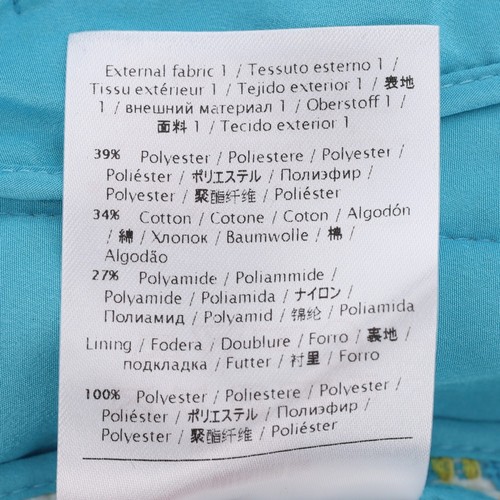 External fabric 1 / Tessuto esterno 1 /
Tissu extérieur 1 / Tejido exterior 1 / 表地
1 / внешний материал 1 / Oberstoff 1 /
面料 1 / Tecido exterior 1
39% Polyester / Poliestere / Polyester /
Poliéster / ポリエステル / Полиэфир /
Polyester / 聚酯纤维 / Poliéster
34% Cotton / Cotone / Coton / Algodón
/ 綿 / Хлопок / Baumwolle / 棉 /
Algodão
27% Polyamide / Poliammide /
Polyamide / Poliamida / ナイロン /
Полиамид / Polyamid / 锦纶 / Poliamida
Lining / Fodera / Doublure / Forro / 裏地
/ подкладка / Futter / 衬里 / Forro
100% Polyester / Poliestere / Polyester /
Poliéster / ポリエステル / Полиэфир /
Polyester / 聚酯纤维 / Poliéster